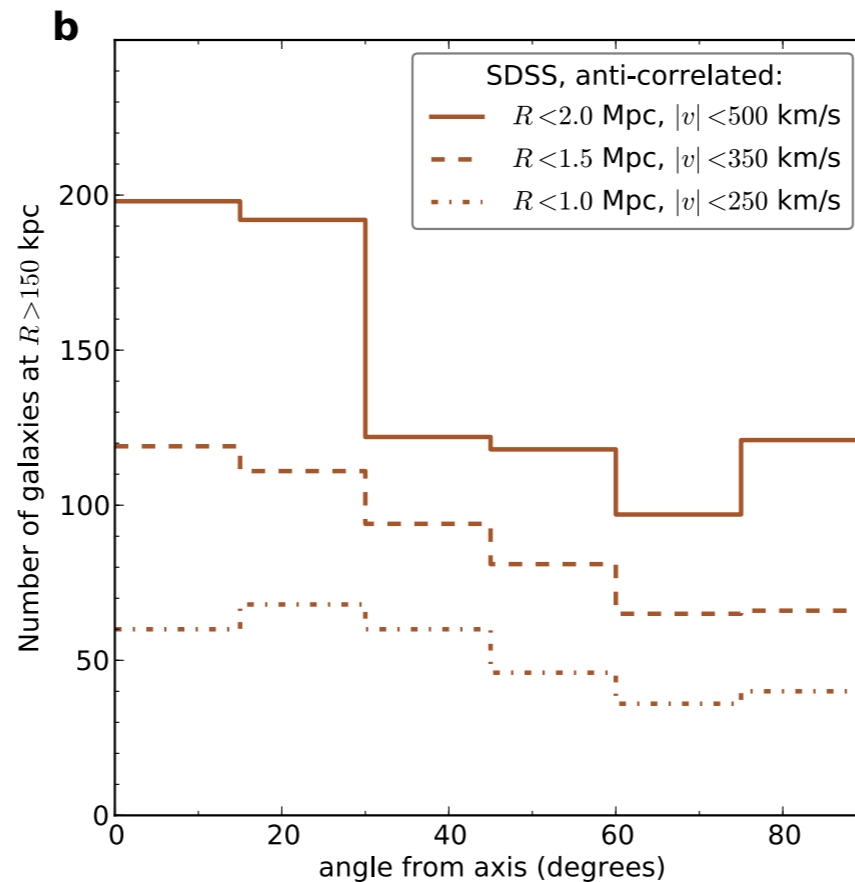 b
SDSS, anti-correlated:
R<2.0 Mpc, |v|<500 km/s
R<1.5 Mpc, |v|<350 km/s
R<1.0 Mpc, |v|<250 km/s
Number of galaxies at R>150 kpc
200
150
100
50
0
0 20 40 60 80
angle from axis (degrees)